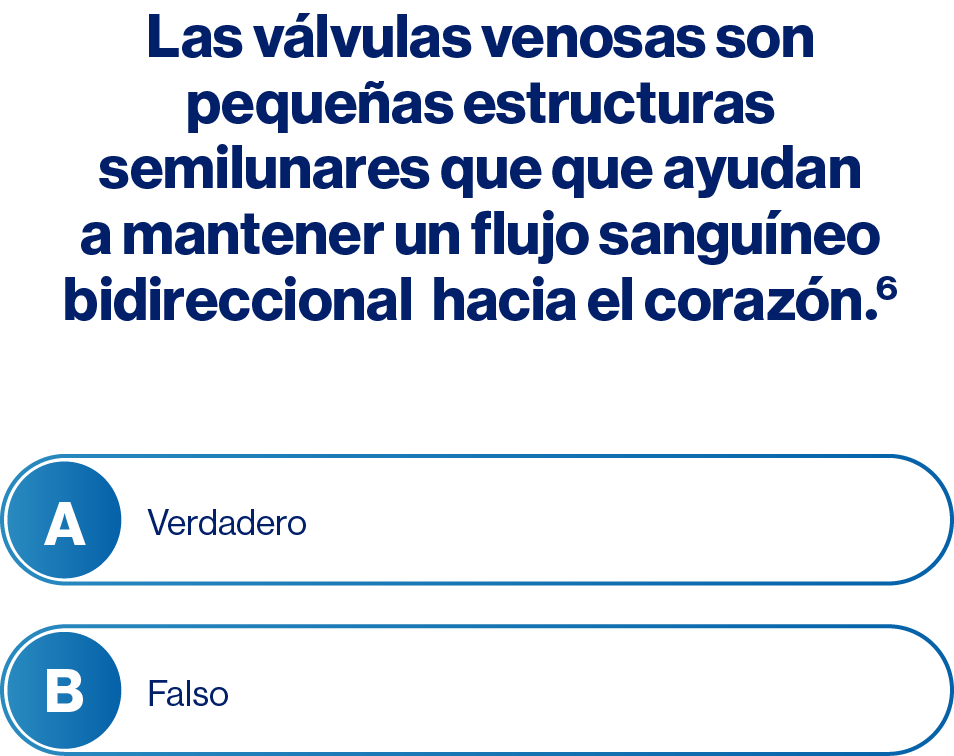 Las válvulas venosas son
pequeñas estructuras
semilunares que que ayudan
a mantener un flujo sanguíneo
bidireccional hacia el corazón.⁶
A Verdadero
B Falso